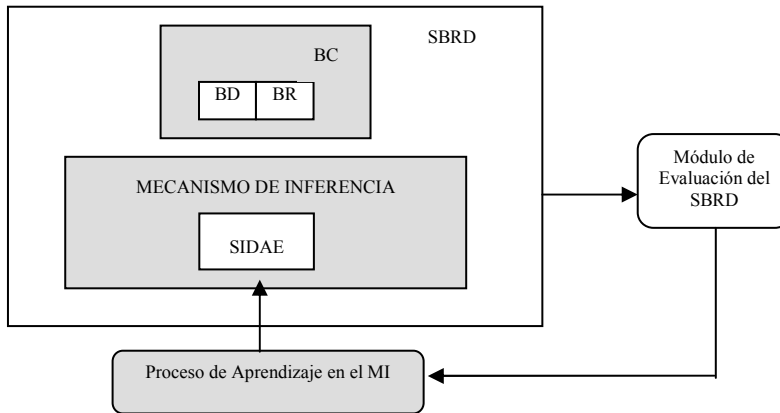 SBRD
BC
BD BR
MECANISMO DE INFERENCIA
SIDAE
Módulo de
Evaluación del
SBRD
Proceso de Aprendizaje en el MI